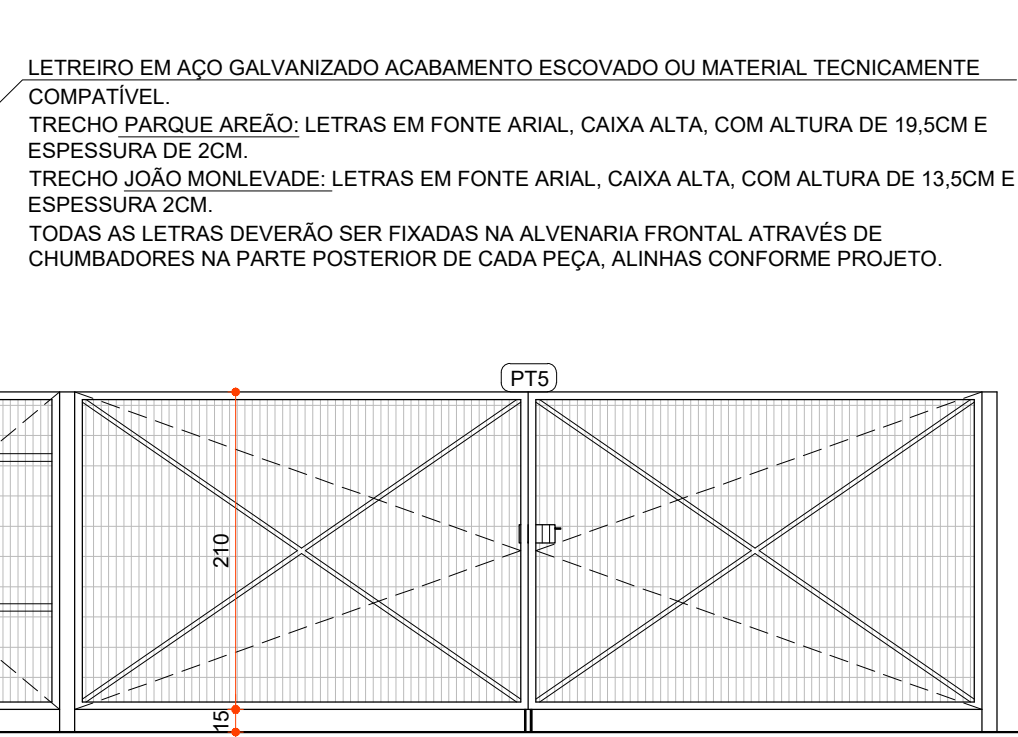 LETREIRO EM AÇO GALVANIZADO ACABAMENTO ESCOVADO OU MATERIAL TECNICAMENTE
COMPATÍVEL.
TRECHO PARQUE AREÃO: LETRAS EM FONTE ARIAL, CAIXA ALTA, COM ALTURA DE 19,5CM E
ESPESSURA DE 2CM.
TRECHO JOÃO MONLEVADE: LETRAS EM FONTE ARIAL, CAIXA ALTA, COM ALTURA DE 13,5CM E
ESPESSURA 2CM.
TODAS AS LETRAS DEVERÃO SER FIXADAS NA ALVENARIA FRONTAL ATRAVÉS DE
CHUMBADORES NA PARTE POSTERIOR DE CADA PEÇA, ALINHAS CONFORME PROJETO.
PT5
210
15